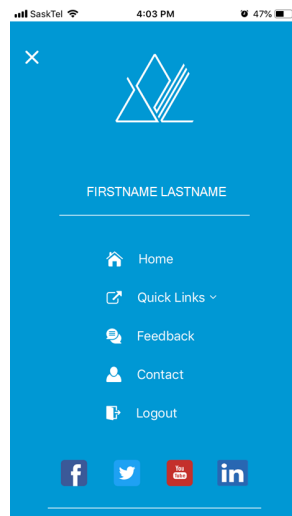 SaskTel 4:03 PM 47%
FIRSTNAME LASTNAME
Home
Quick Links
Feedback
Contact
Logout
f You Tube in